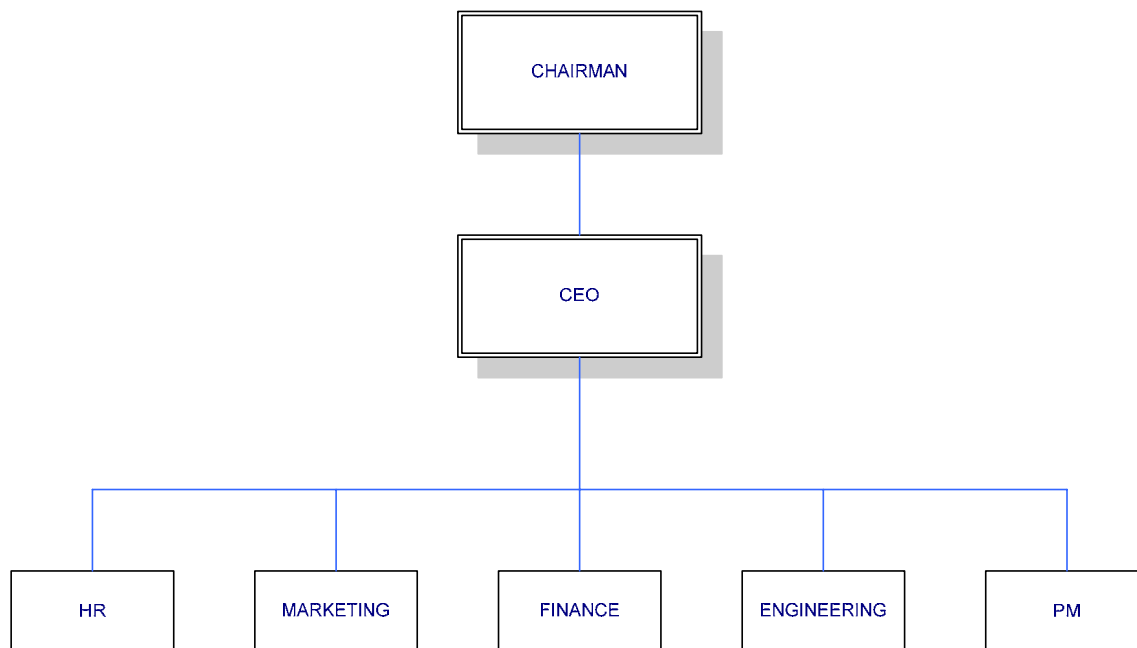 CHAIRMAN
CEO
HR
MARKETING
FINANCE
ENGINEERING
PM